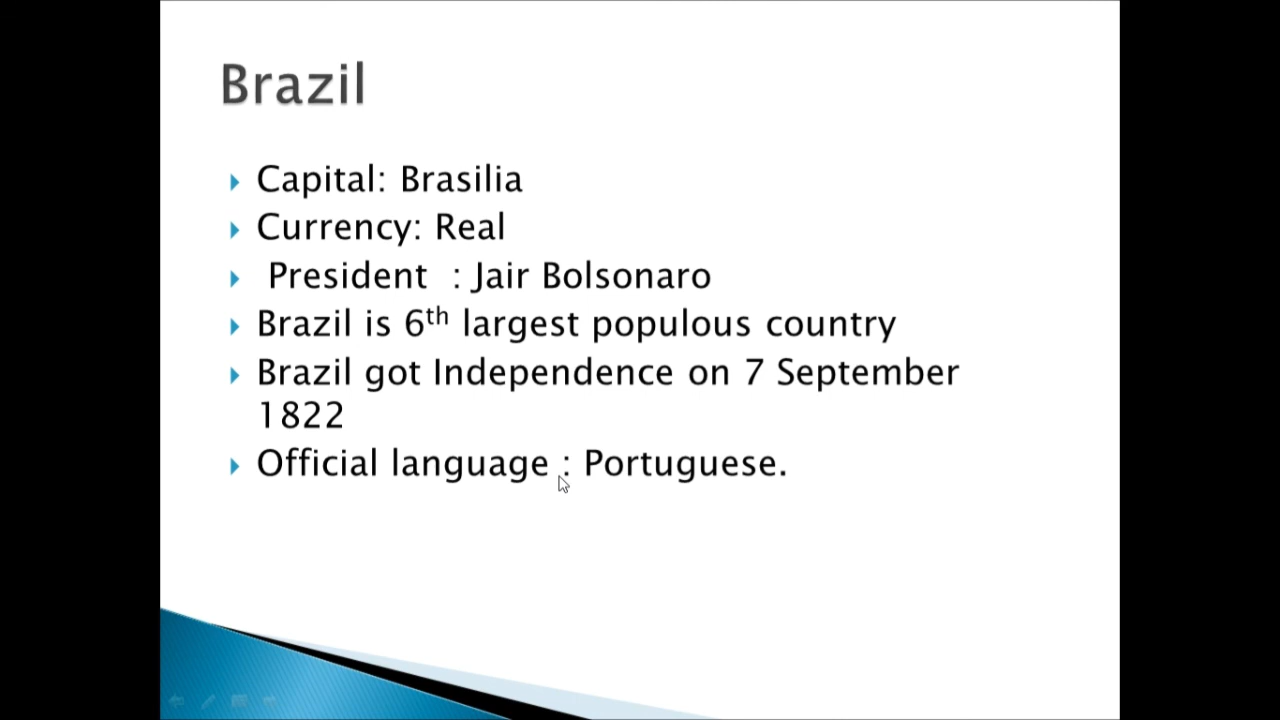 Brazil
Capital: Brasilia
Currency: Real
President : Jair Bolsonaro
Brazil is 6th largest populous country
Brazil got Independence on 7 September
1822
Official language : Portuguese.